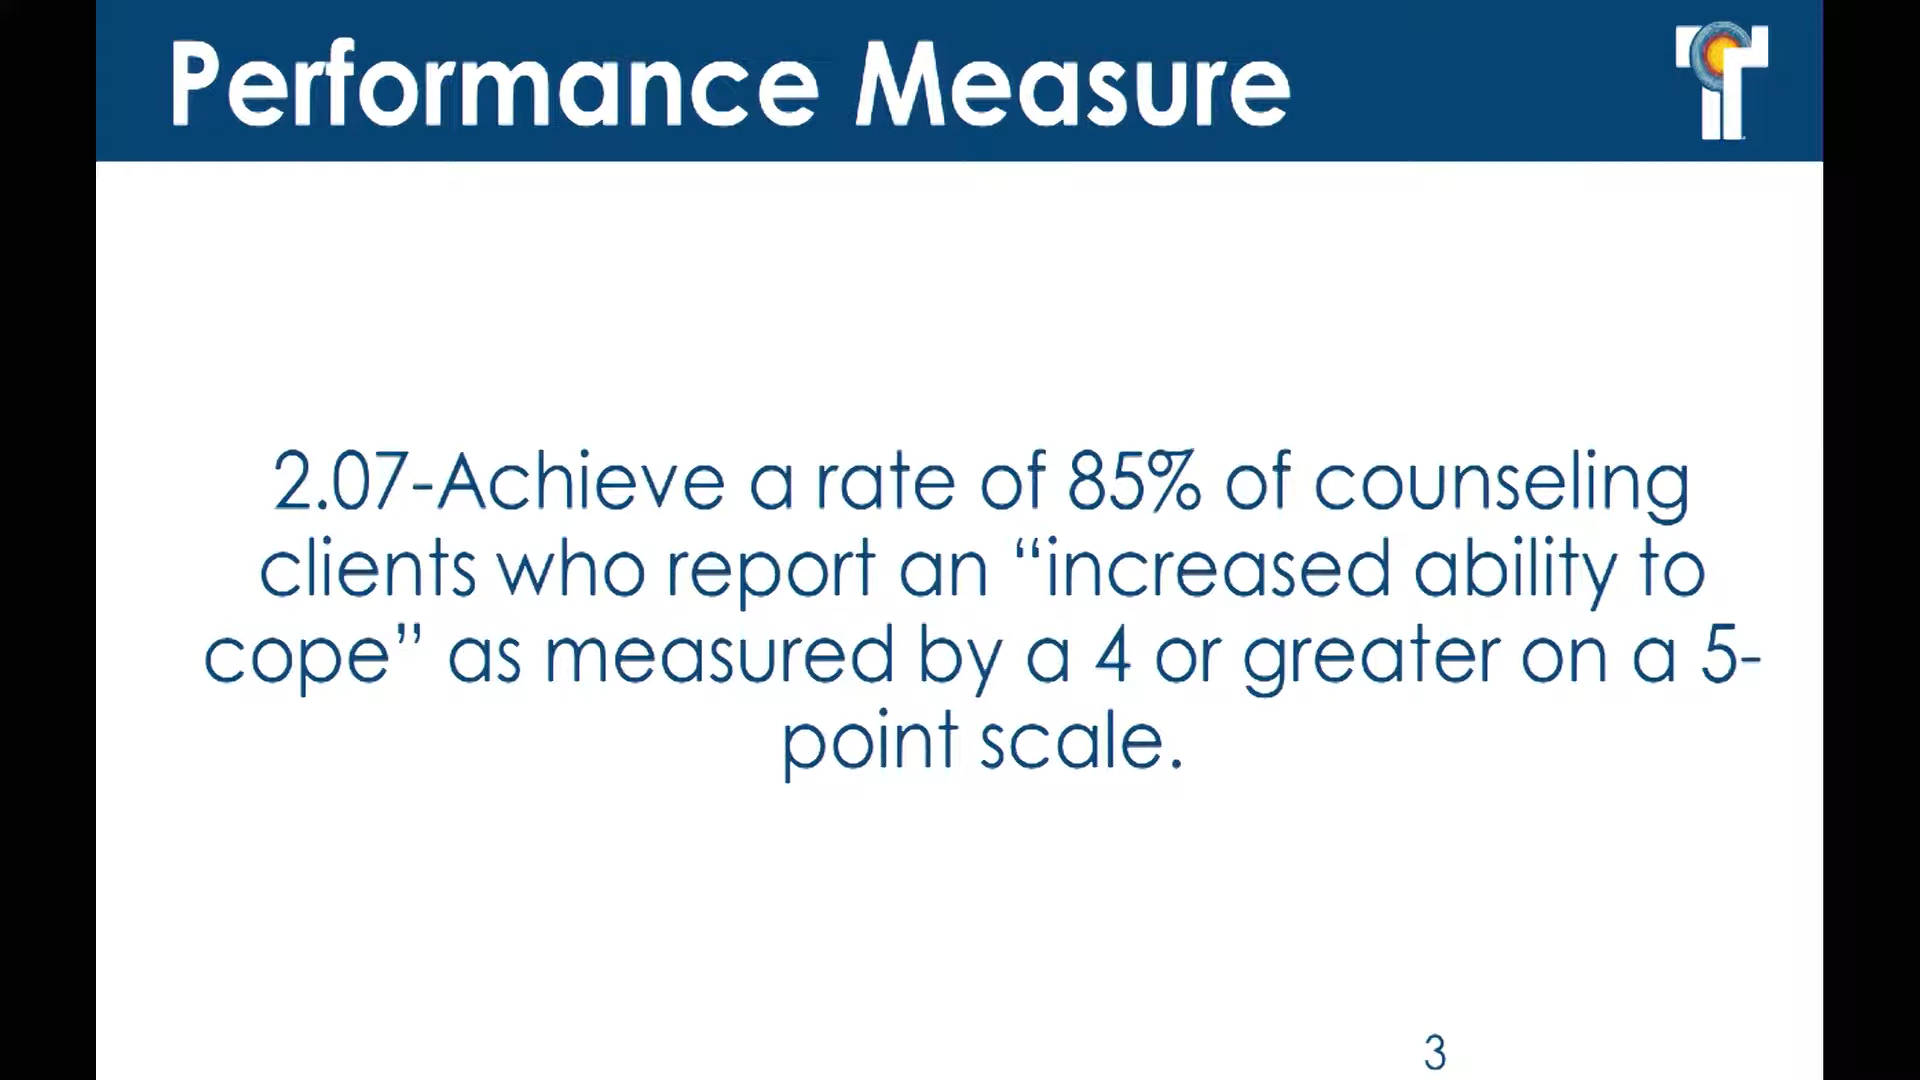 Performance Measure
2.07-Achieve a rate of 85% of counseling
clients who report an “increased ability to
cope” as measured by a 4 or greater on a 5-
point scale.
3